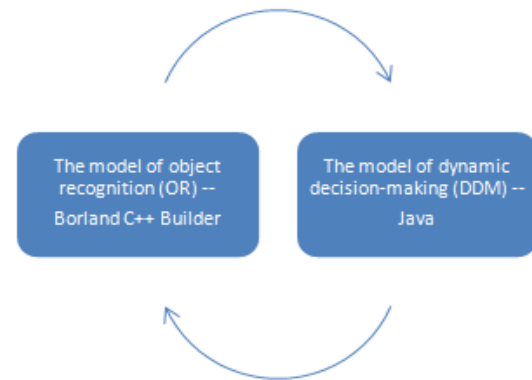 The model of object
recognition (OR) --
Borland C++ Builder
The model of dynamic
decision-making (DDM) --
Java